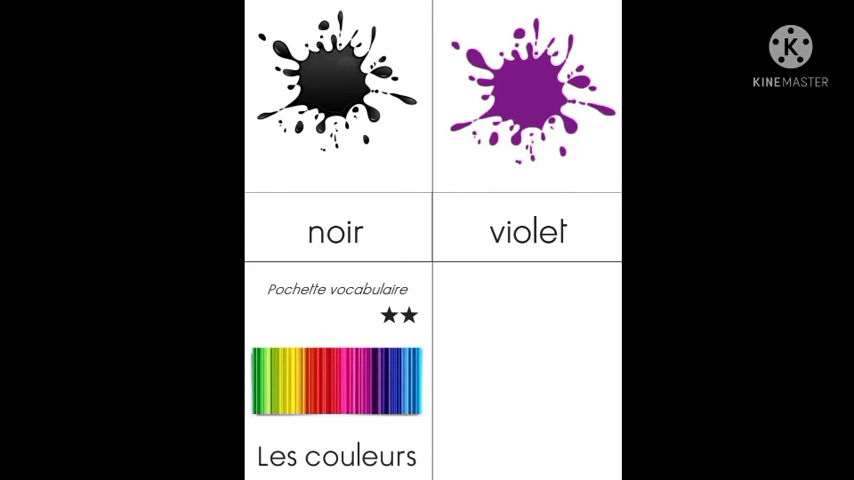 KINEMASTER
noir
violet
Pochette vocabulaire
Les couleurs